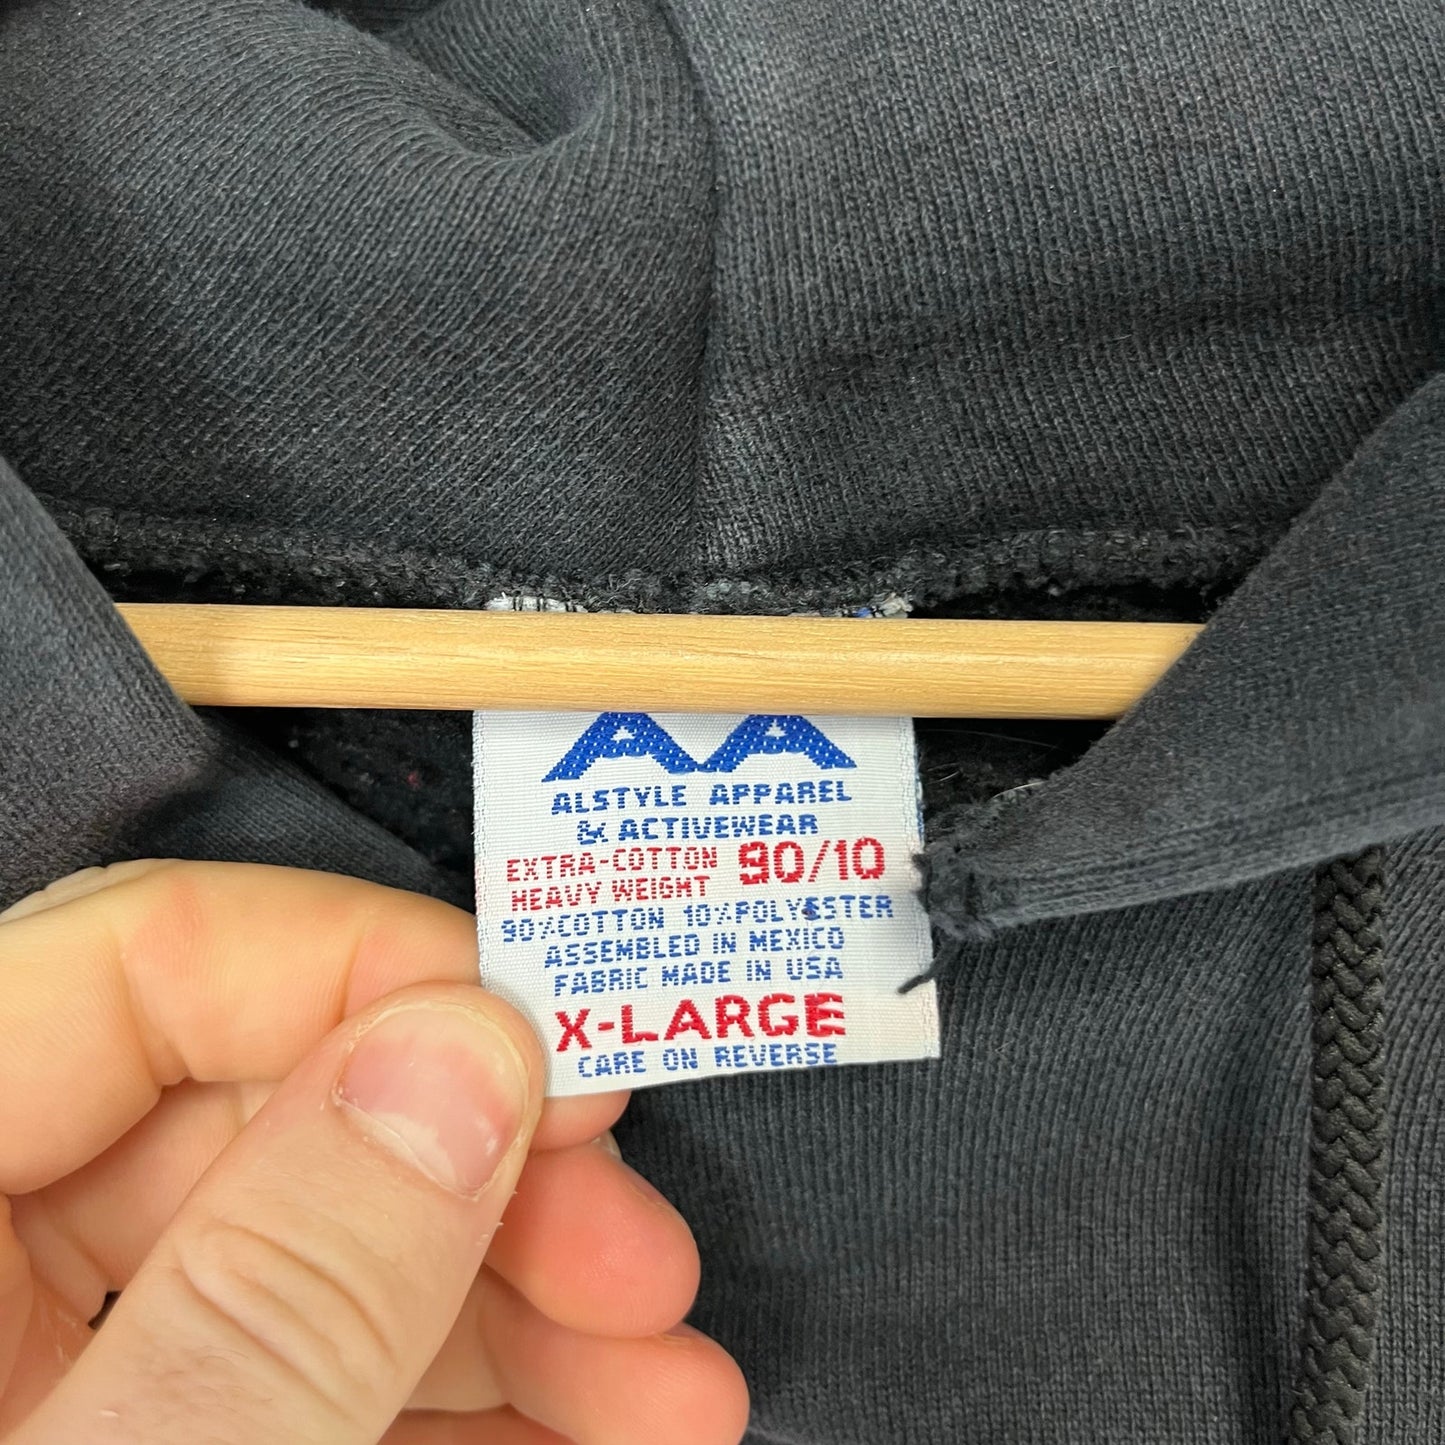 AA
ALSTYLE APPAREL
& ACTIVEWEAR
EXTRA-COTTON 90/10
HEAVY WEIGHT
90%COTTON 10%POLYESTER
ASSEMBLED IN MEXICO
FABRIC MADE IN USA
X-LARGE
CARE ON REVERSE